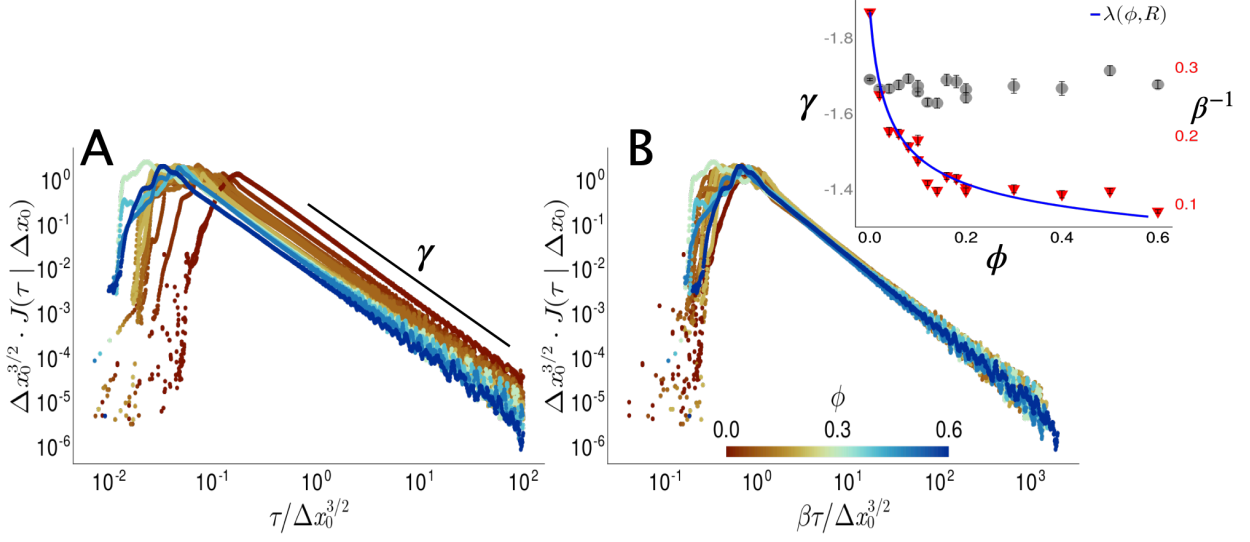 A
10^0
10^{-1}
10^{-2}
10^{-3}
10^{-4}
10^{-5}
10^{-6}
Δx_0^{3/2} · J(τ | Δx_0)
γ
10^{-2} 10^{-1} 10^0 10^1 10^2
τ/Δx_0^{3/2}
B
10^0
10^{-1}
10^{-2}
10^{-3}
10^{-4}
10^{-5}
10^{-6}
Δx_0^{3/2} · J(τ | Δx_0)
ϕ
0.0 0.3 0.6
10^{-1} 10^0 10^1 10^2 10^3
βτ/Δx_0^{3/2}
λ(ϕ, R)
-1.8
-1.6
-1.4
γ
0.3
0.2
0.1
β^{-1}
0.0 0.2 0.4 0.6
ϕ